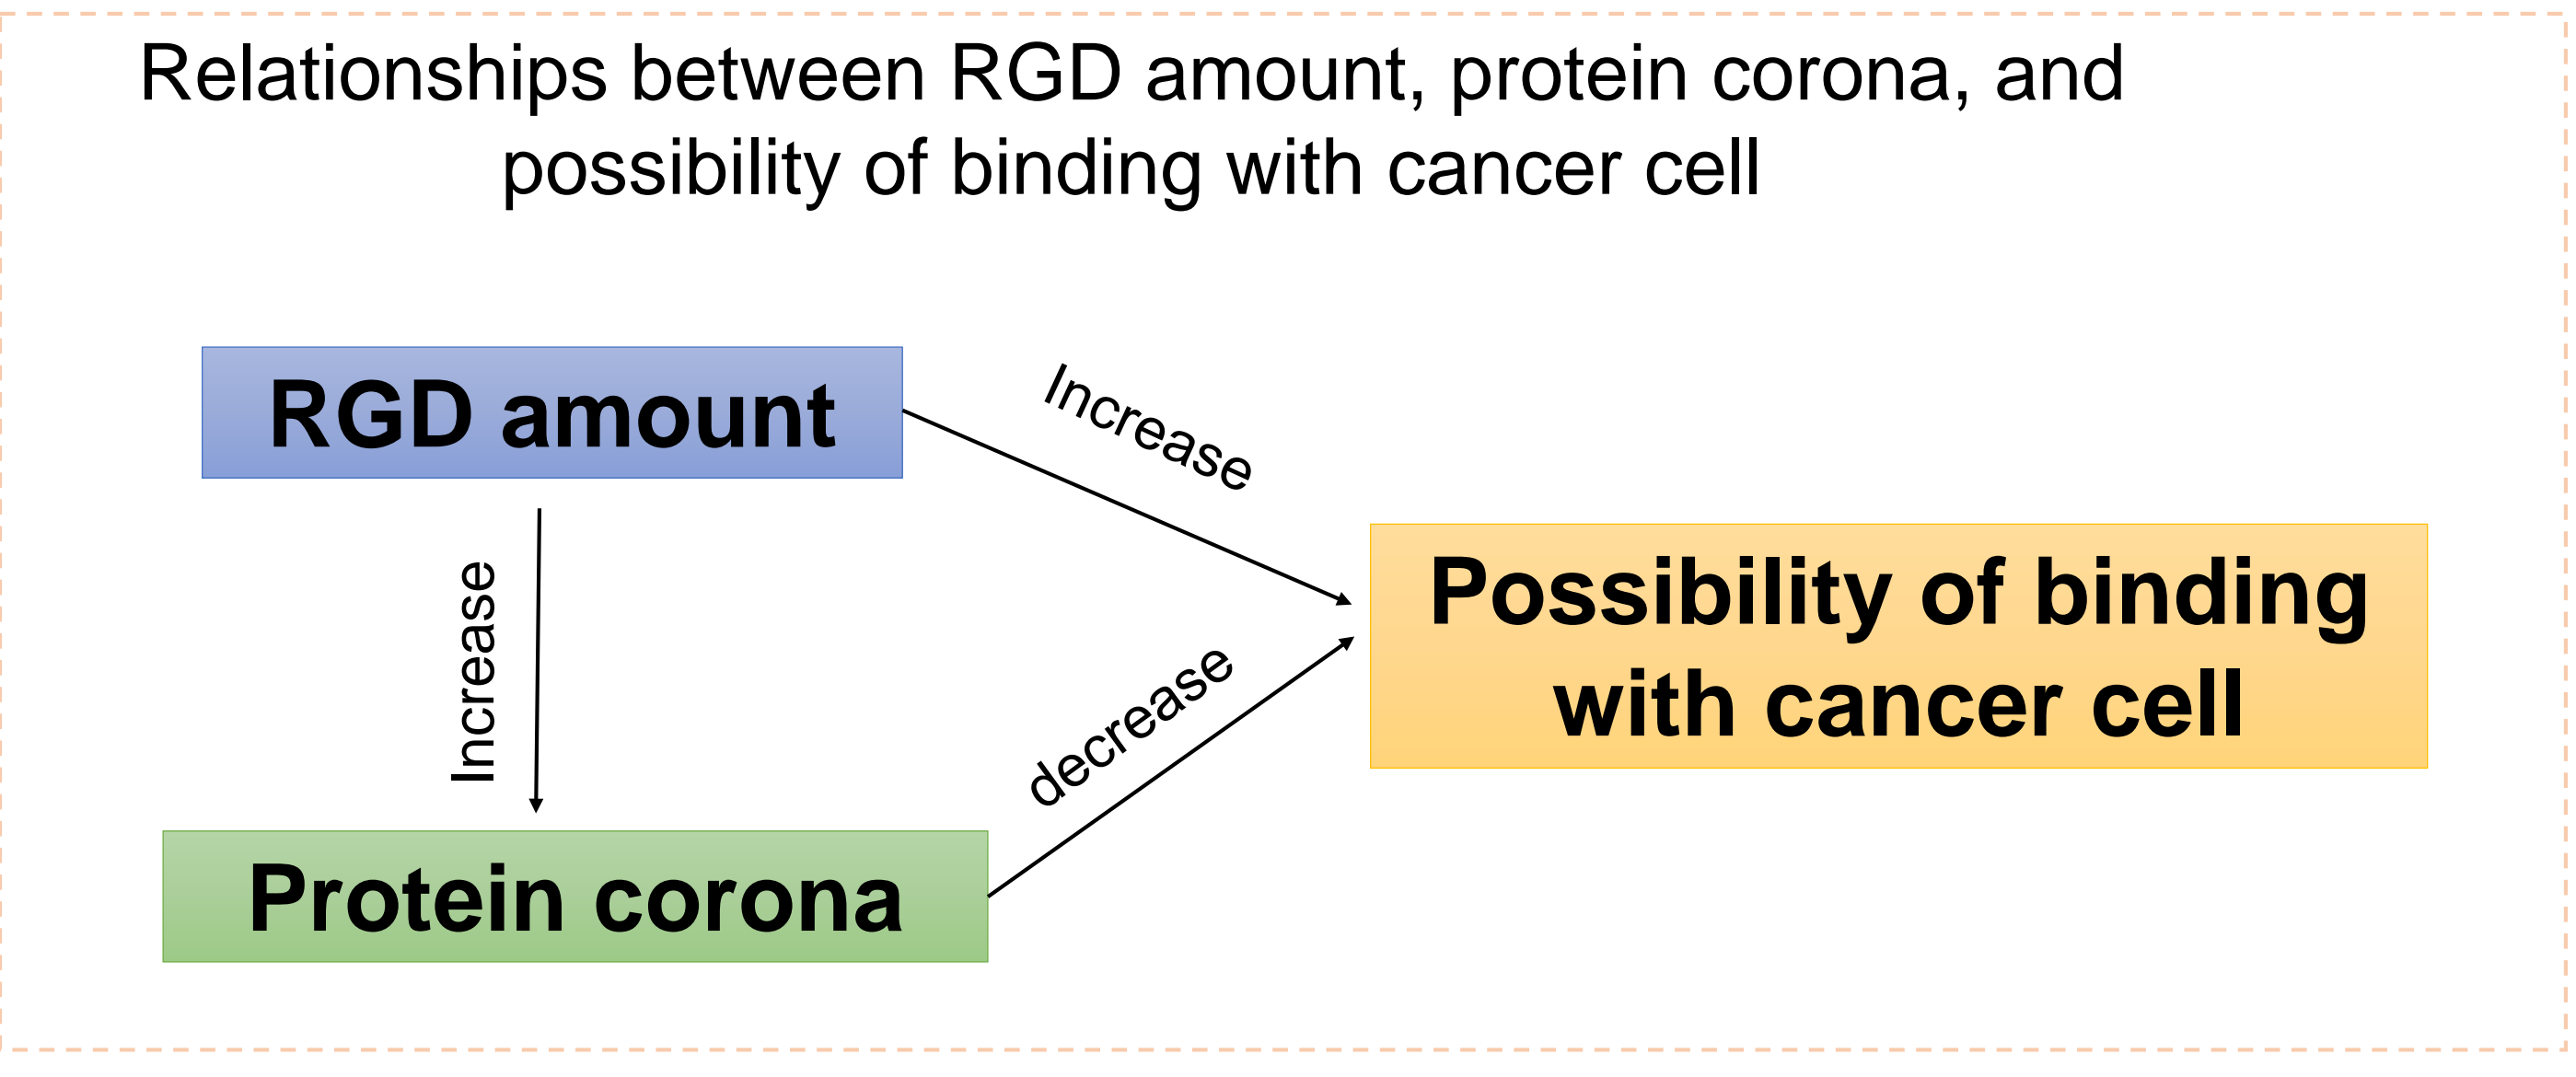 Relationships between RGD amount, protein corona, and
possibility of binding with cancer cell
RGD amount
Increase
Increase
Possibility of binding
with cancer cell
decrease
Protein corona